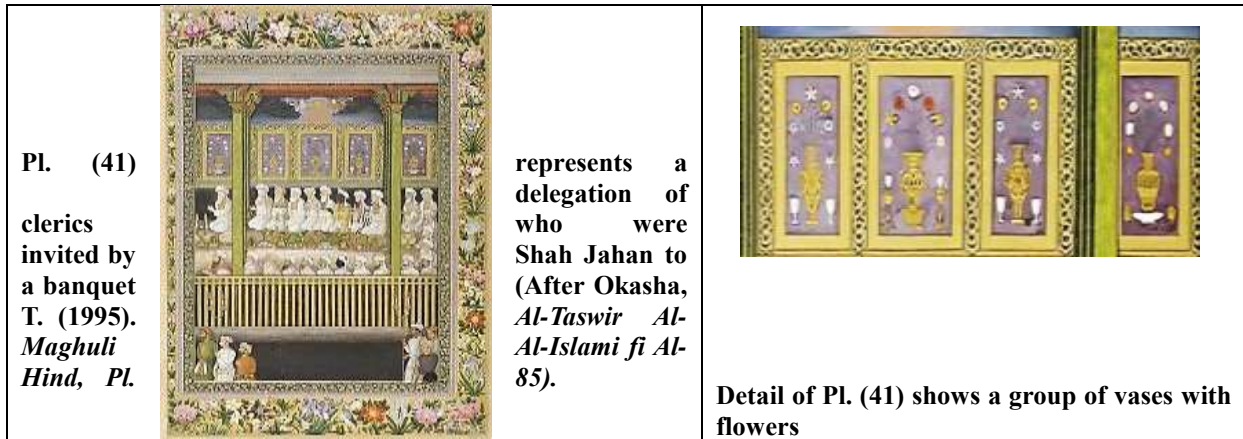 Pl. (41) represents a
delegation of
clerics who were
invited by Shah Jahan to
a banquet (After Okasha,
T. (1995). Al-Taswir Al-
Maghuli Al-Islami fi Al-
Hind, Pl. 85).
Detail of Pl. (41) shows a group of vases with
flowers